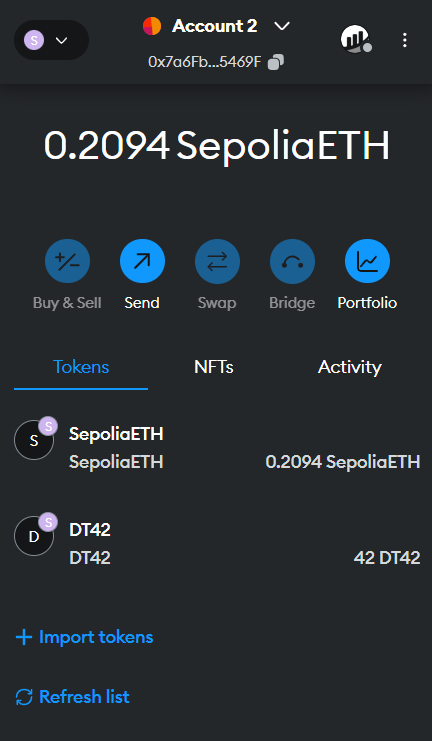 S
Account 2
0x7a6Fb...5469F
0.2094 SepoliaETH
Buy & Sell
Send
Swap
Bridge
Portfolio
Tokens
NFTs
Activity
S
S
SepoliaETH
SepoliaETH
0.2094 SepoliaETH
D
S
DT42
DT42
42 DT42
Import tokens
Refresh list